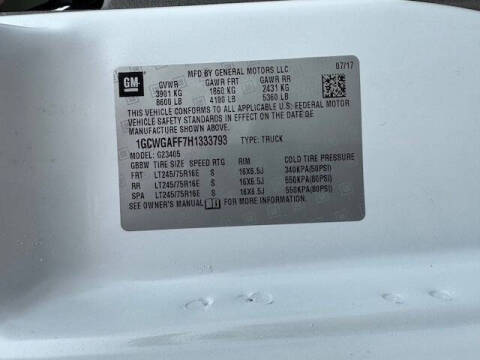 GM
MFD BY GENERAL MOTORS LLC 07/17
GVWR GAWR FRT GAWR RR
3901 KG 1860 KG 2431 KG
8600 LB 4100 LB 5360 LB
THIS VEHICLE CONFORMS TO ALL APPLICABLE U.S. FEDERAL MOTOR
VEHICLE SAFETY STANDARDS IN EFFECT ON THE DATE OF
MANUFACTURE SHOWN ABOVE.
1GCWGAFF7H1333793 TYPE: TRUCK
MODEL: G23405
GBBW TIRE SIZE SPEED RTG RIM COLD TIRE PRESSURE
FRT LT245/75R16E S 16X6.5J 340KPA(50PSI)
RR LT245/75R16E S 16X6.5J 550KPA(80PSI)
SPA LT245/75R16E S 16X6.5J 550KPA(80PSI)
SEE OWNER'S MANUAL FOR MORE INFORMATION.